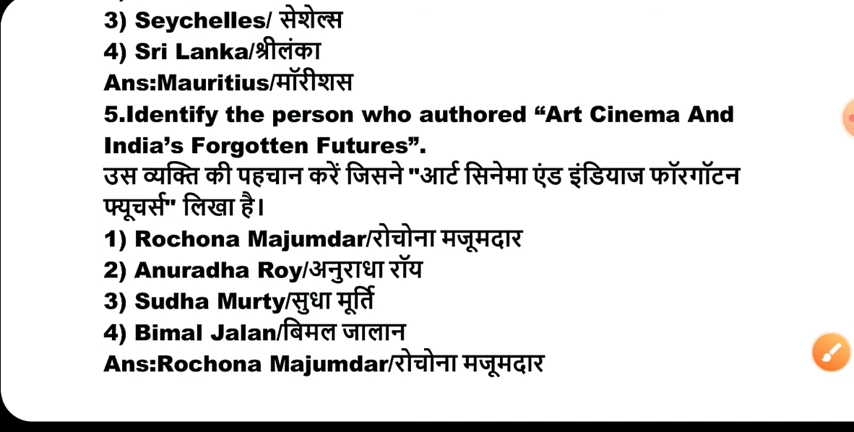 3) Seychelles/ सेशेल्स
4) Sri Lanka/श्रीलंका
Ans:Mauritius/मॉरीशस
5.Identify the person who authored “Art Cinema And
India’s Forgotten Futures”.
उस व्यक्ति की पहचान करें जिसने "आर्ट सिनेमा एंड इंडियाज फॉरगॉटन
फ्यूचर्स" लिखा है।
1) Rochona Majumdar/रोचोना मजूमदार
2) Anuradha Roy/अनुराधा रॉय
3) Sudha Murty/सुधा मूर्ति
4) Bimal Jalan/बिमल जालान
Ans:Rochona Majumdar/रोचोना मजूमदार